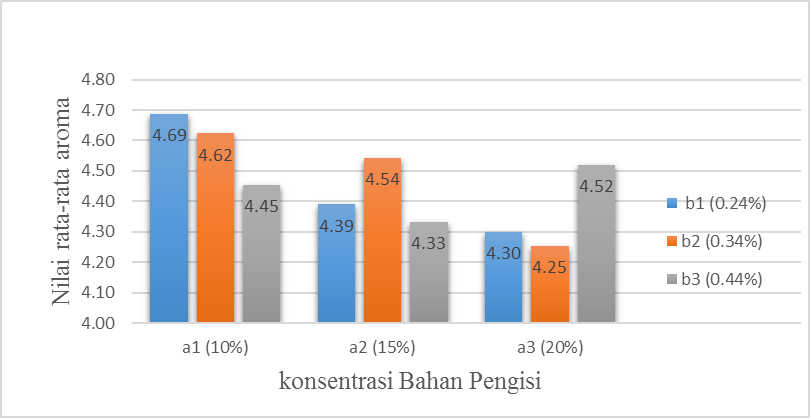 Nilai rata-rata aroma
4.80
4.70
4.60
4.50
4.40
4.30
4.20
4.10
4.00
4.69
4.62
4.45
4.39
4.54
4.33
4.30
4.25
4.52
a1 (10%)
a2 (15%)
a3 (20%)
konsentrasi Bahan Pengisi
b1 (0.24%)
b2 (0.34%)
b3 (0.44%)